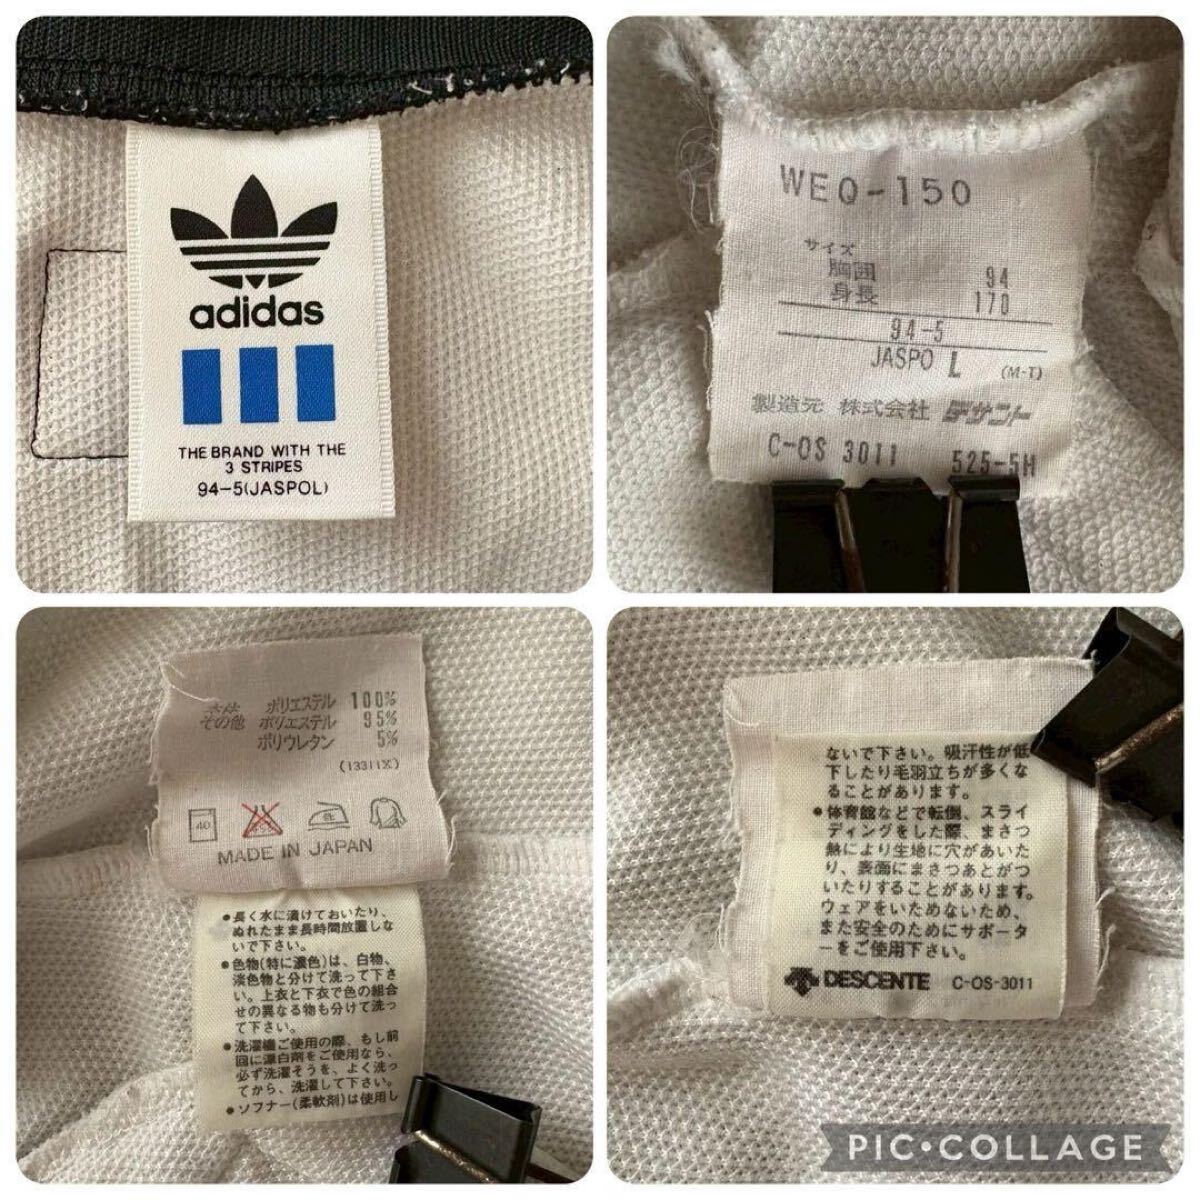 adidas
THE BRAND WITH THE
3 STRIPES
94-5(JASPOL)
WEQ-150
サイズ
胸囲 94
身長 170
94-5
JASPO L (M-T)
製造元 株式会社 デサント
C-OS 3011 525-5H
本体 ポリエステル 100%
その他 ポリエステル 95%
ポリウレタン 5%
(13311X)
40
MADE IN JAPAN
●長く水に漬けておいたり、
ぬれたまま長時間放置しな
いで下さい。
●色物(特に濃色)は、白物、
淡色物と分けて洗って下さ
い。上衣と下衣で色の組合
せの異なる物も分けて洗っ
て下さい。
●洗濯機ご使用の際、もし前
回に漂白剤をご使用なら、
必ず洗濯そうを、よく洗っ
てから、洗濯して下さい。
●ソフナー(柔軟剤)は使用し
ないで下さい。吸汗性が低
下したり毛羽立ちが多くな
ることがあります。
●体育館などで転倒、スライ
ディングをした際、まさつ
熱により生地に穴があいた
り、表面にまさつあとがつ
いたりすることがあります。
ウェアをいためないため、
また安全のためにサポータ
ーをご使用下さい。
DESCENTE C-OS-3011
PIC•COLLAGE